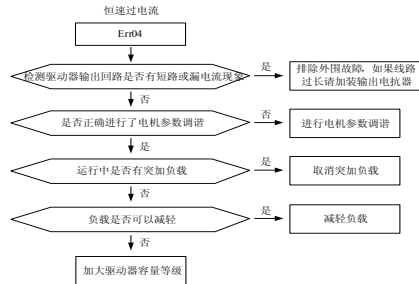 恒速过电流
Err04
检测驱动器输出回路是否有短路或漏电流现象
是
排除外围故障,如果线路
过长请加装输出电抗器
否
是否正确进行了电机参数调谐
否
进行电机参数调谐
是
运行中是否有突加负载
是
取消突加负载
否
负载是否可以减轻
是
减轻负载
否
加大驱动器容量等级